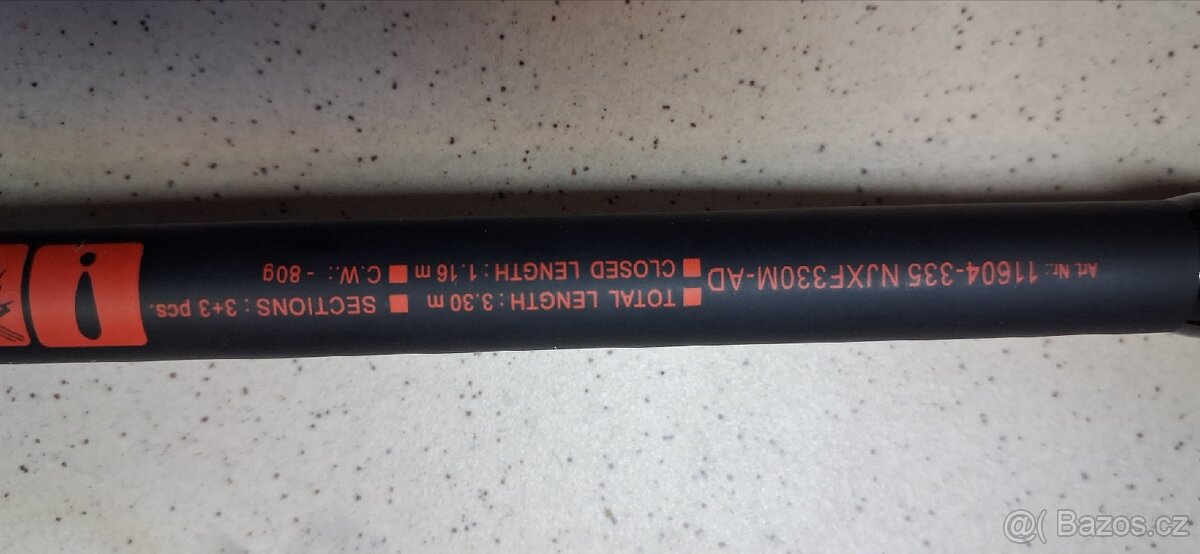 Art. Nr.: 11604-335 NJXF330M-AD
■ TOTAL LENGTH : 3.30 m ■ SECTIONS : 3+3 pcs.
■ CLOSED LENGTH : 1.16 m ■ C.W. : - 80g
@( Bazos.cz